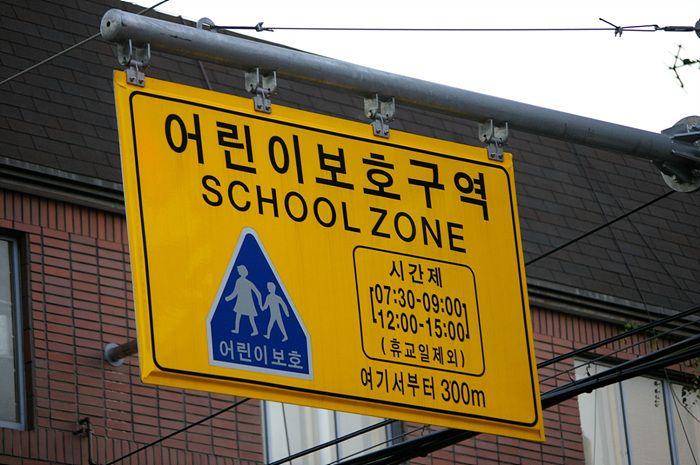 어린이보호구역
SCHOOL ZONE
어린이보호
시간제
[07:30-09:00]
[12:00-15:00]
(휴교일제외)
여기서부터 300m